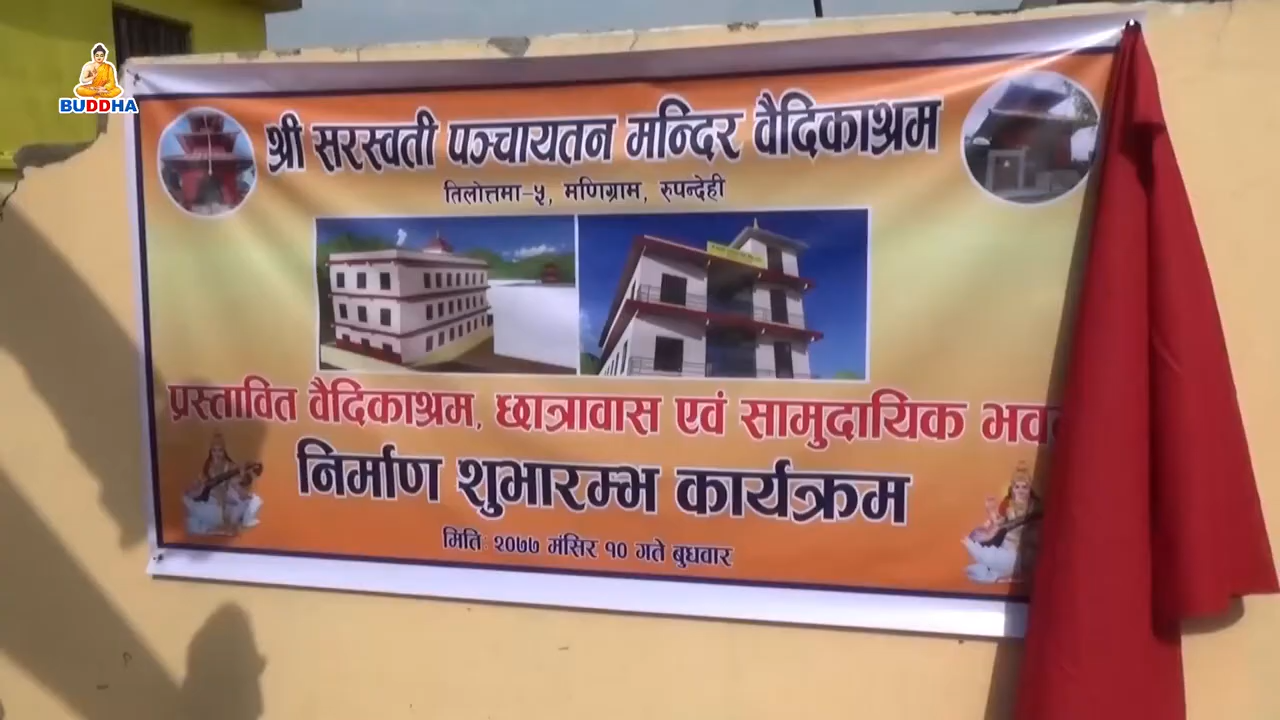 BUDDHA
श्री सरस्वती पञ्चायतन मन्दिर वैदिकाश्रम
तिलोत्तमा-५, मणिग्राम, रुपन्देही
प्रस्तावित वैदिकाश्रम, छात्रावास एवं सामुदायिक
निर्माण शुभारम्भ कार्यक्रम
मिति: २०७७ मंसिर १० गते बुधवार